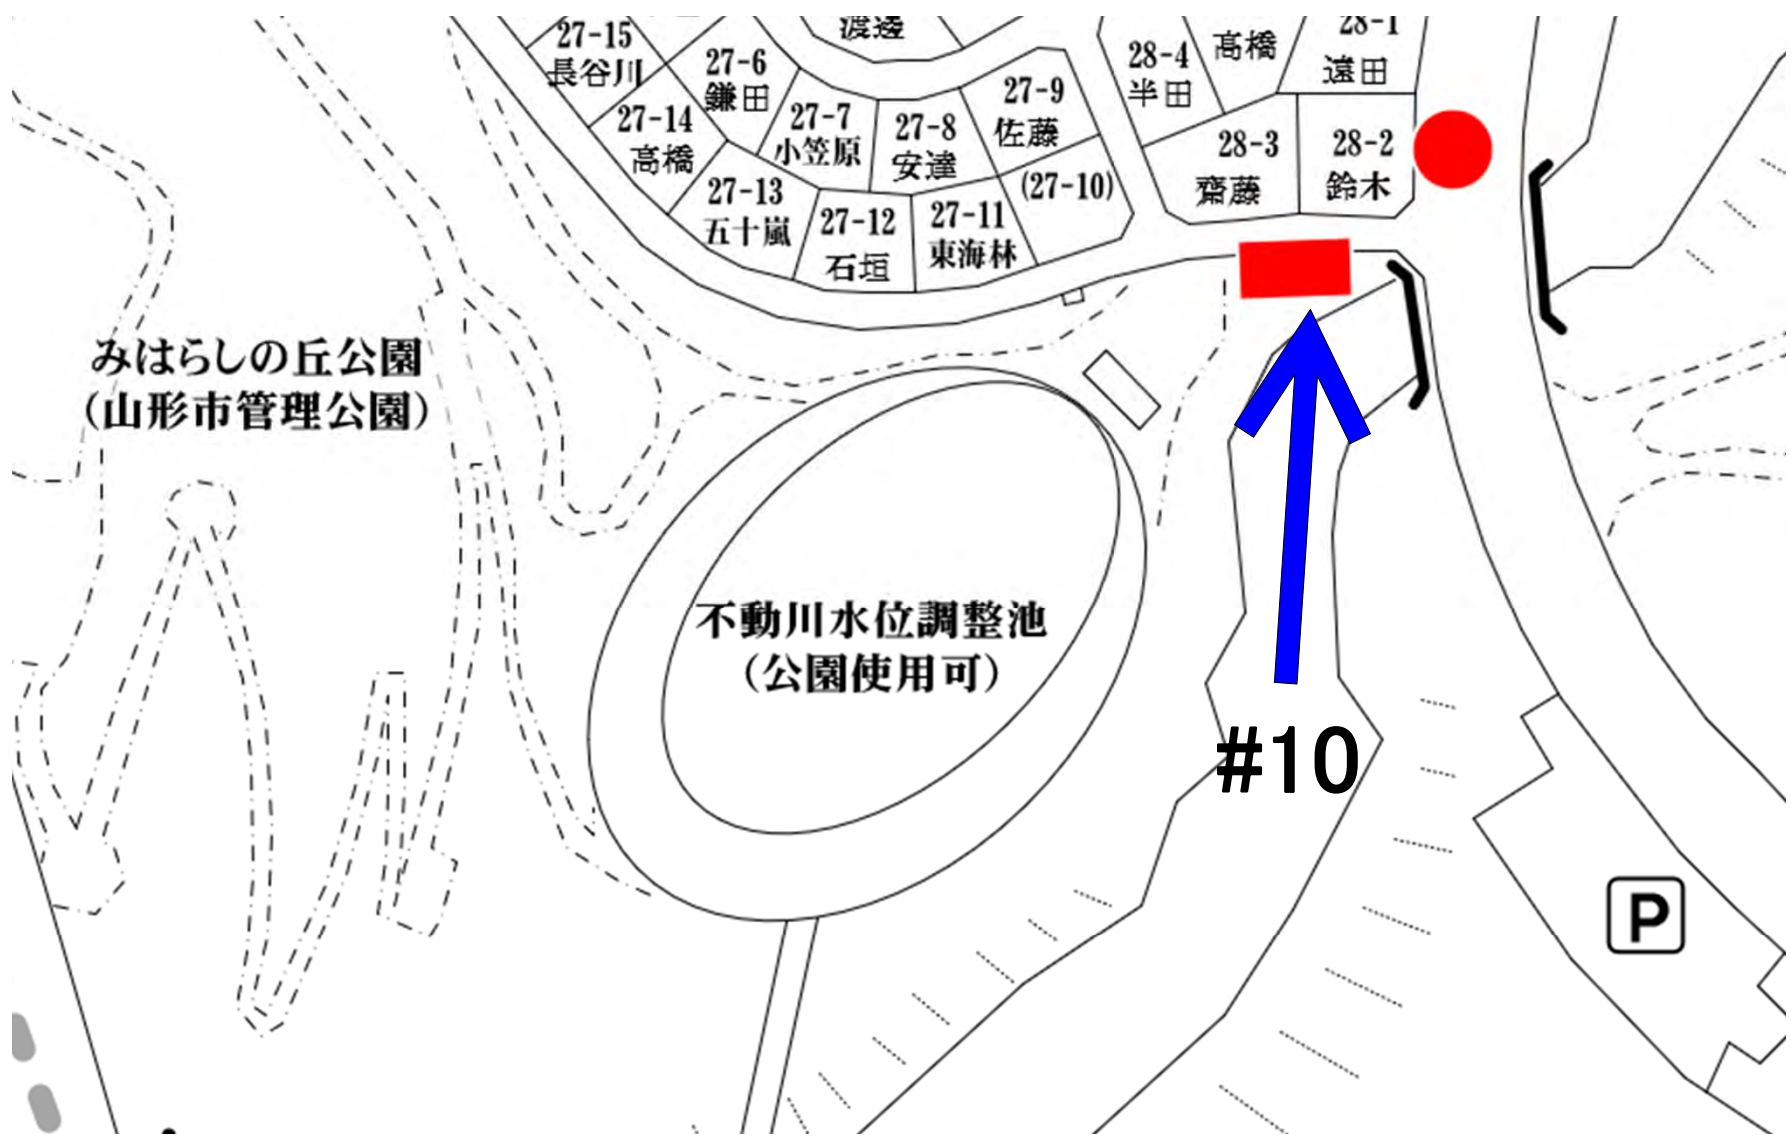 渡邊
28-1
遠田
27-15
長谷川
27-6
鎌田
28-4
半田
髙橋
27-9
佐藤
27-14
高橋
27-7
小笠原
27-8
安達
28-3
齋藤
28-2
鈴木
27-13
五十嵐
27-12
石垣
27-11
東海林
(27-10)
みはらしの丘公園
(山形市管理公園)
不動川水位調整池
(公園使用可)
#10
P